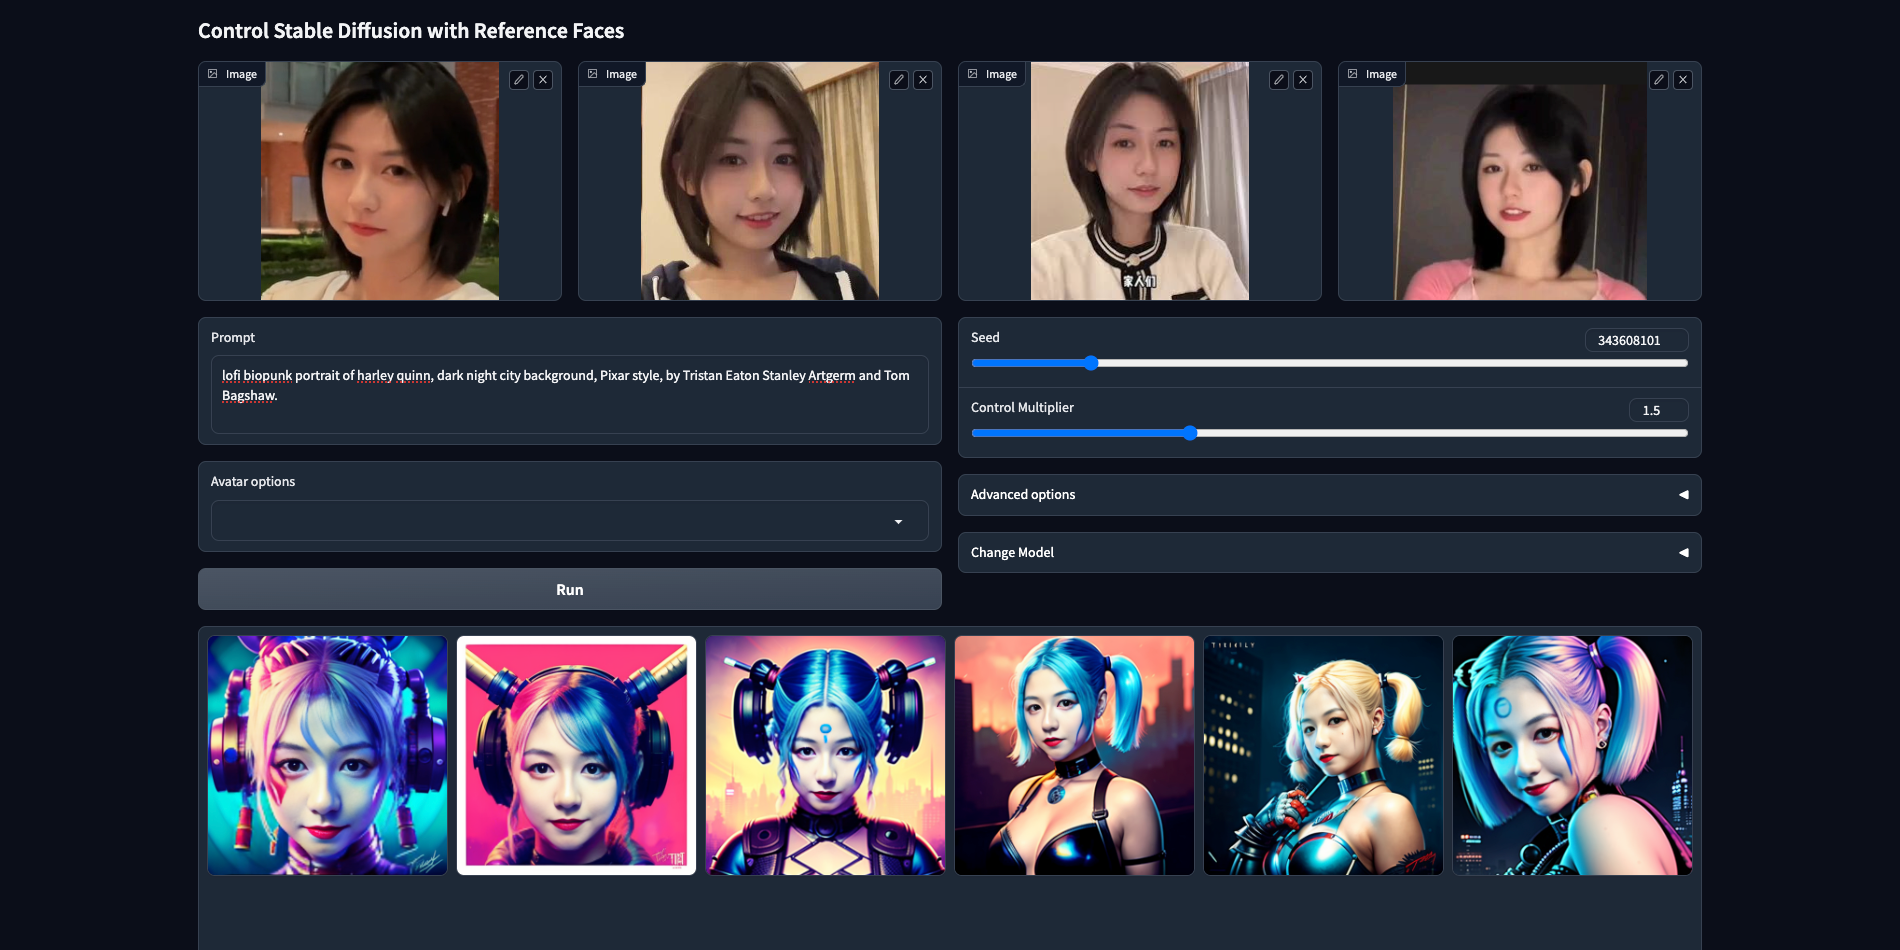 Control Stable Diffusion with Reference Faces
Image
Image
Image
Image
家人们
Prompt
lofi biopunk portrait of harley quinn, dark night city background, Pixar style, by Tristan Eaton Stanley Artgerm and Tom
Bagshaw.
Seed
343608101
Control Multiplier
1.5
Avatar options
Advanced options
Change Model
Run